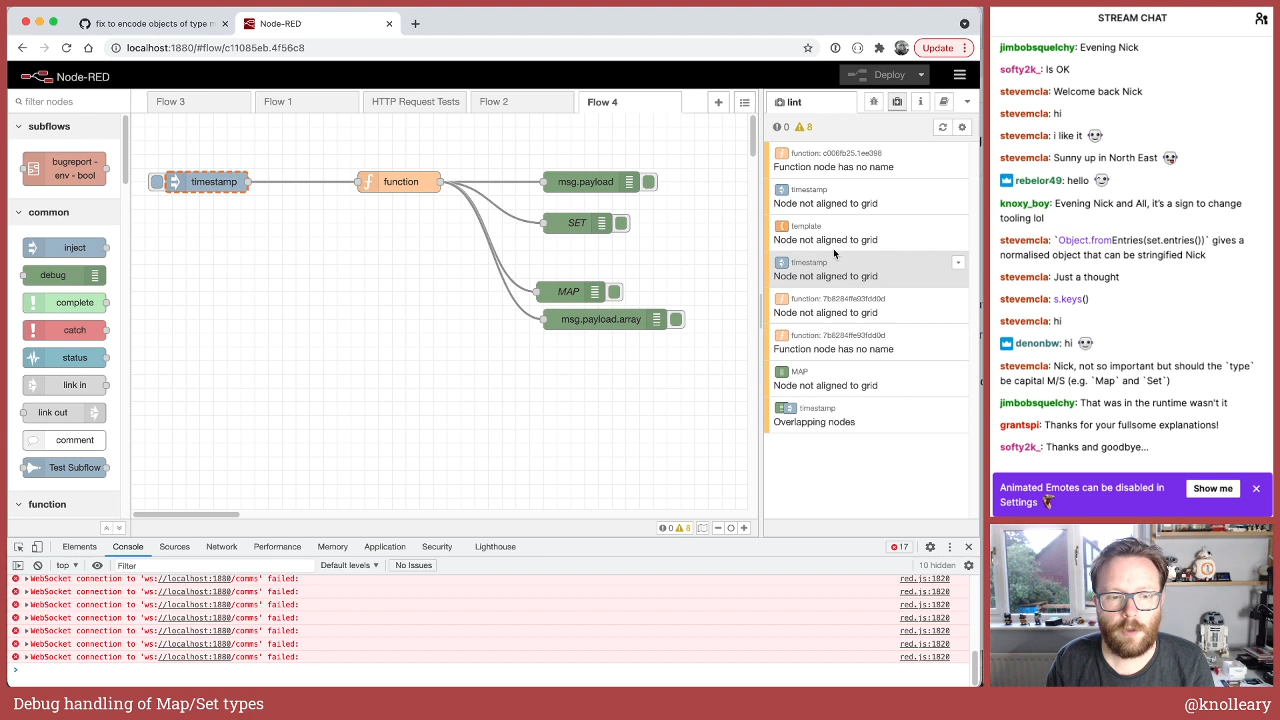 fix to encode objects of type m
Node-RED
localhost:1880/#flow/c11085eb.4f56c8
Update
Node-RED
Deploy
filter nodes
Flow 3
Flow 1
HTTP Request Tests
Flow 2
Flow 4
lint
subflows
bugreport -
env - bool
common
inject
debug
complete
catch
status
link in
link out
comment
Test Subflow
function
timestamp
function
msg.payload
SET
MAP
msg.payload.array
0 8
0 8
function: c006fb25.1ee398
Function node has no name
timestamp
Node not aligned to grid
template
Node not aligned to grid
timestamp
Node not aligned to grid
function: 7b8284ffe93fdd0d
Node not aligned to grid
function: 7b8284ffe93fdd0d
Function node has no name
MAP
Node not aligned to grid
timestamp
Overlapping nodes
Elements
Console
Sources
Network
Performance
Memory
Application
Security
Lighthouse
17
top
Filter
Default levels
No Issues
10 hidden
WebSocket connection to 'ws://localhost:1880/comms' failed: red.js:1820
WebSocket connection to 'ws://localhost:1880/comms' failed: red.js:1820
WebSocket connection to 'ws://localhost:1880/comms' failed: red.js:1820
WebSocket connection to 'ws://localhost:1880/comms' failed: red.js:1820
WebSocket connection to 'ws://localhost:1880/comms' failed: red.js:1820
WebSocket connection to 'ws://localhost:1880/comms' failed: red.js:1820
WebSocket connection to 'ws://localhost:1880/comms' failed: red.js:1820
STREAM CHAT
jimbobsquelchy: Evening Nick
softy2k_: Is OK
stevemcla: Welcome back Nick
stevemcla: hi
stevemcla: i like it
stevemcla: Sunny up in North East
rebelor49: hello
knoxy_boy: Evening Nick and All, it's a sign to change
tooling lol
stevemcla: `Object.fromEntries(set.entries())` gives a
normalised object that can be stringified Nick
stevemcla: Just a thought
stevemcla: s.keys()
stevemcla: hi
denonbw: hi
stevemcla: Nick, not so important but should the `type`
be capital M/S (e.g. `Map` and `Set`)
jimbobsquelchy: That was in the runtime wasn't it
grantspi: Thanks for your fullsome explanations!
softy2k_: Thanks and goodbye...
Animated Emotes can be disabled in
Settings
Show me
Debug handling of Map/Set types
@knolleary